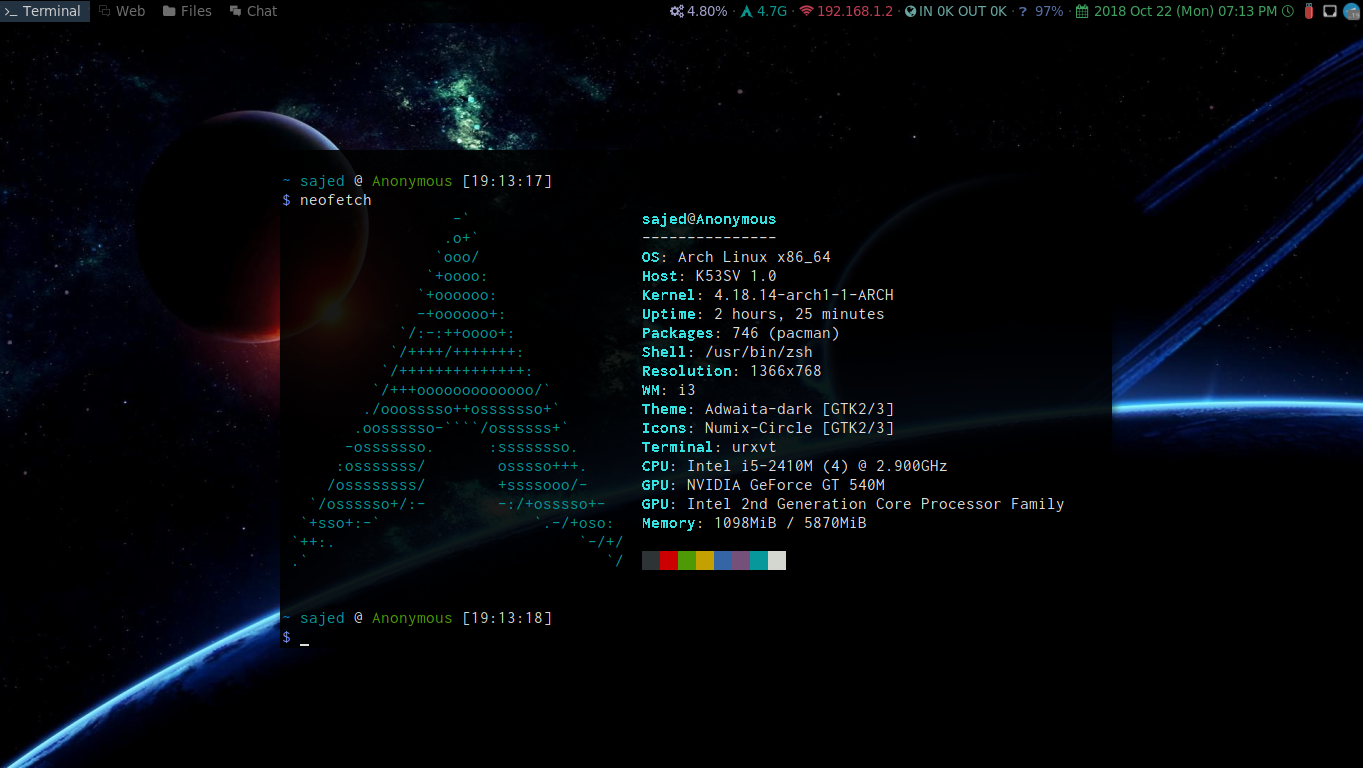 >_ Terminal Web Files Chat 4.80% · 4.7G · 192.168.1.2 · IN 0K OUT 0K · ? 97% · 2018 Oct 22 (Mon) 07:13 PM
~ sajed @ Anonymous [19:13:17]
$ neofetch
-`
.o+`
`ooo/
`+oooo:
`+oooooo:
-+oooooo+:
`/:-:++oooo+:
`/++++/+++++++:
`/++++++++++++++:
`/+++ooooooooooooo/`
./ooosssso++osssssso+`
.oossssso-````/ossssss+`
-osssssso. :ssssssso.
:osssssss/ osssso+++.
/ossssssss/ +ssssooo/-
`/ossssso+/:- -:/+osssso+-
`+sso+:-` `.-/+oso:
`++:. `-/+/
.` `/
sajed@Anonymous
---------------
OS: Arch Linux x86_64
Host: K53SV 1.0
Kernel: 4.18.14-arch1-1-ARCH
Uptime: 2 hours, 25 minutes
Packages: 746 (pacman)
Shell: /usr/bin/zsh
Resolution: 1366x768
WM: i3
Theme: Adwaita-dark [GTK2/3]
Icons: Numix-Circle [GTK2/3]
Terminal: urxvt
CPU: Intel i5-2410M (4) @ 2.900GHz
GPU: NVIDIA GeForce GT 540M
GPU: Intel 2nd Generation Core Processor Family
Memory: 1098MiB / 5870MiB
~ sajed @ Anonymous [19:13:18]
$ _